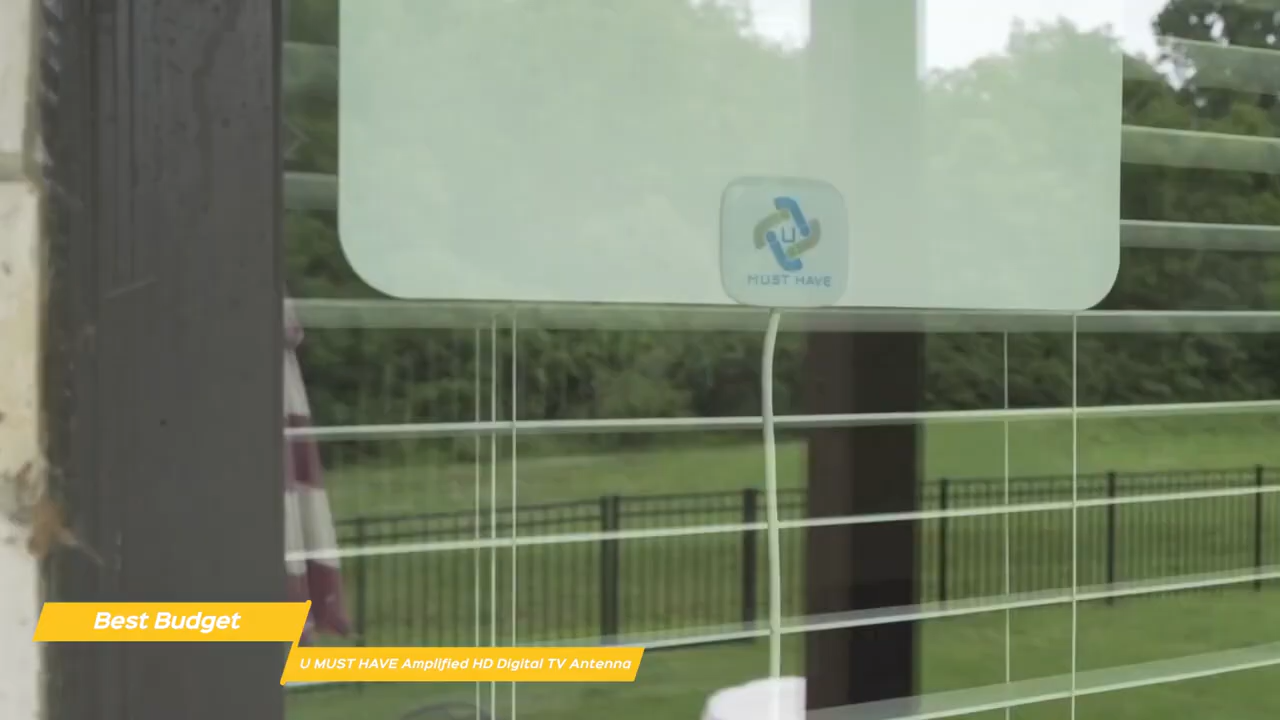 U
MUST HAVE
Best Budget
U MUST HAVE Amplified HD Digital TV Antenna